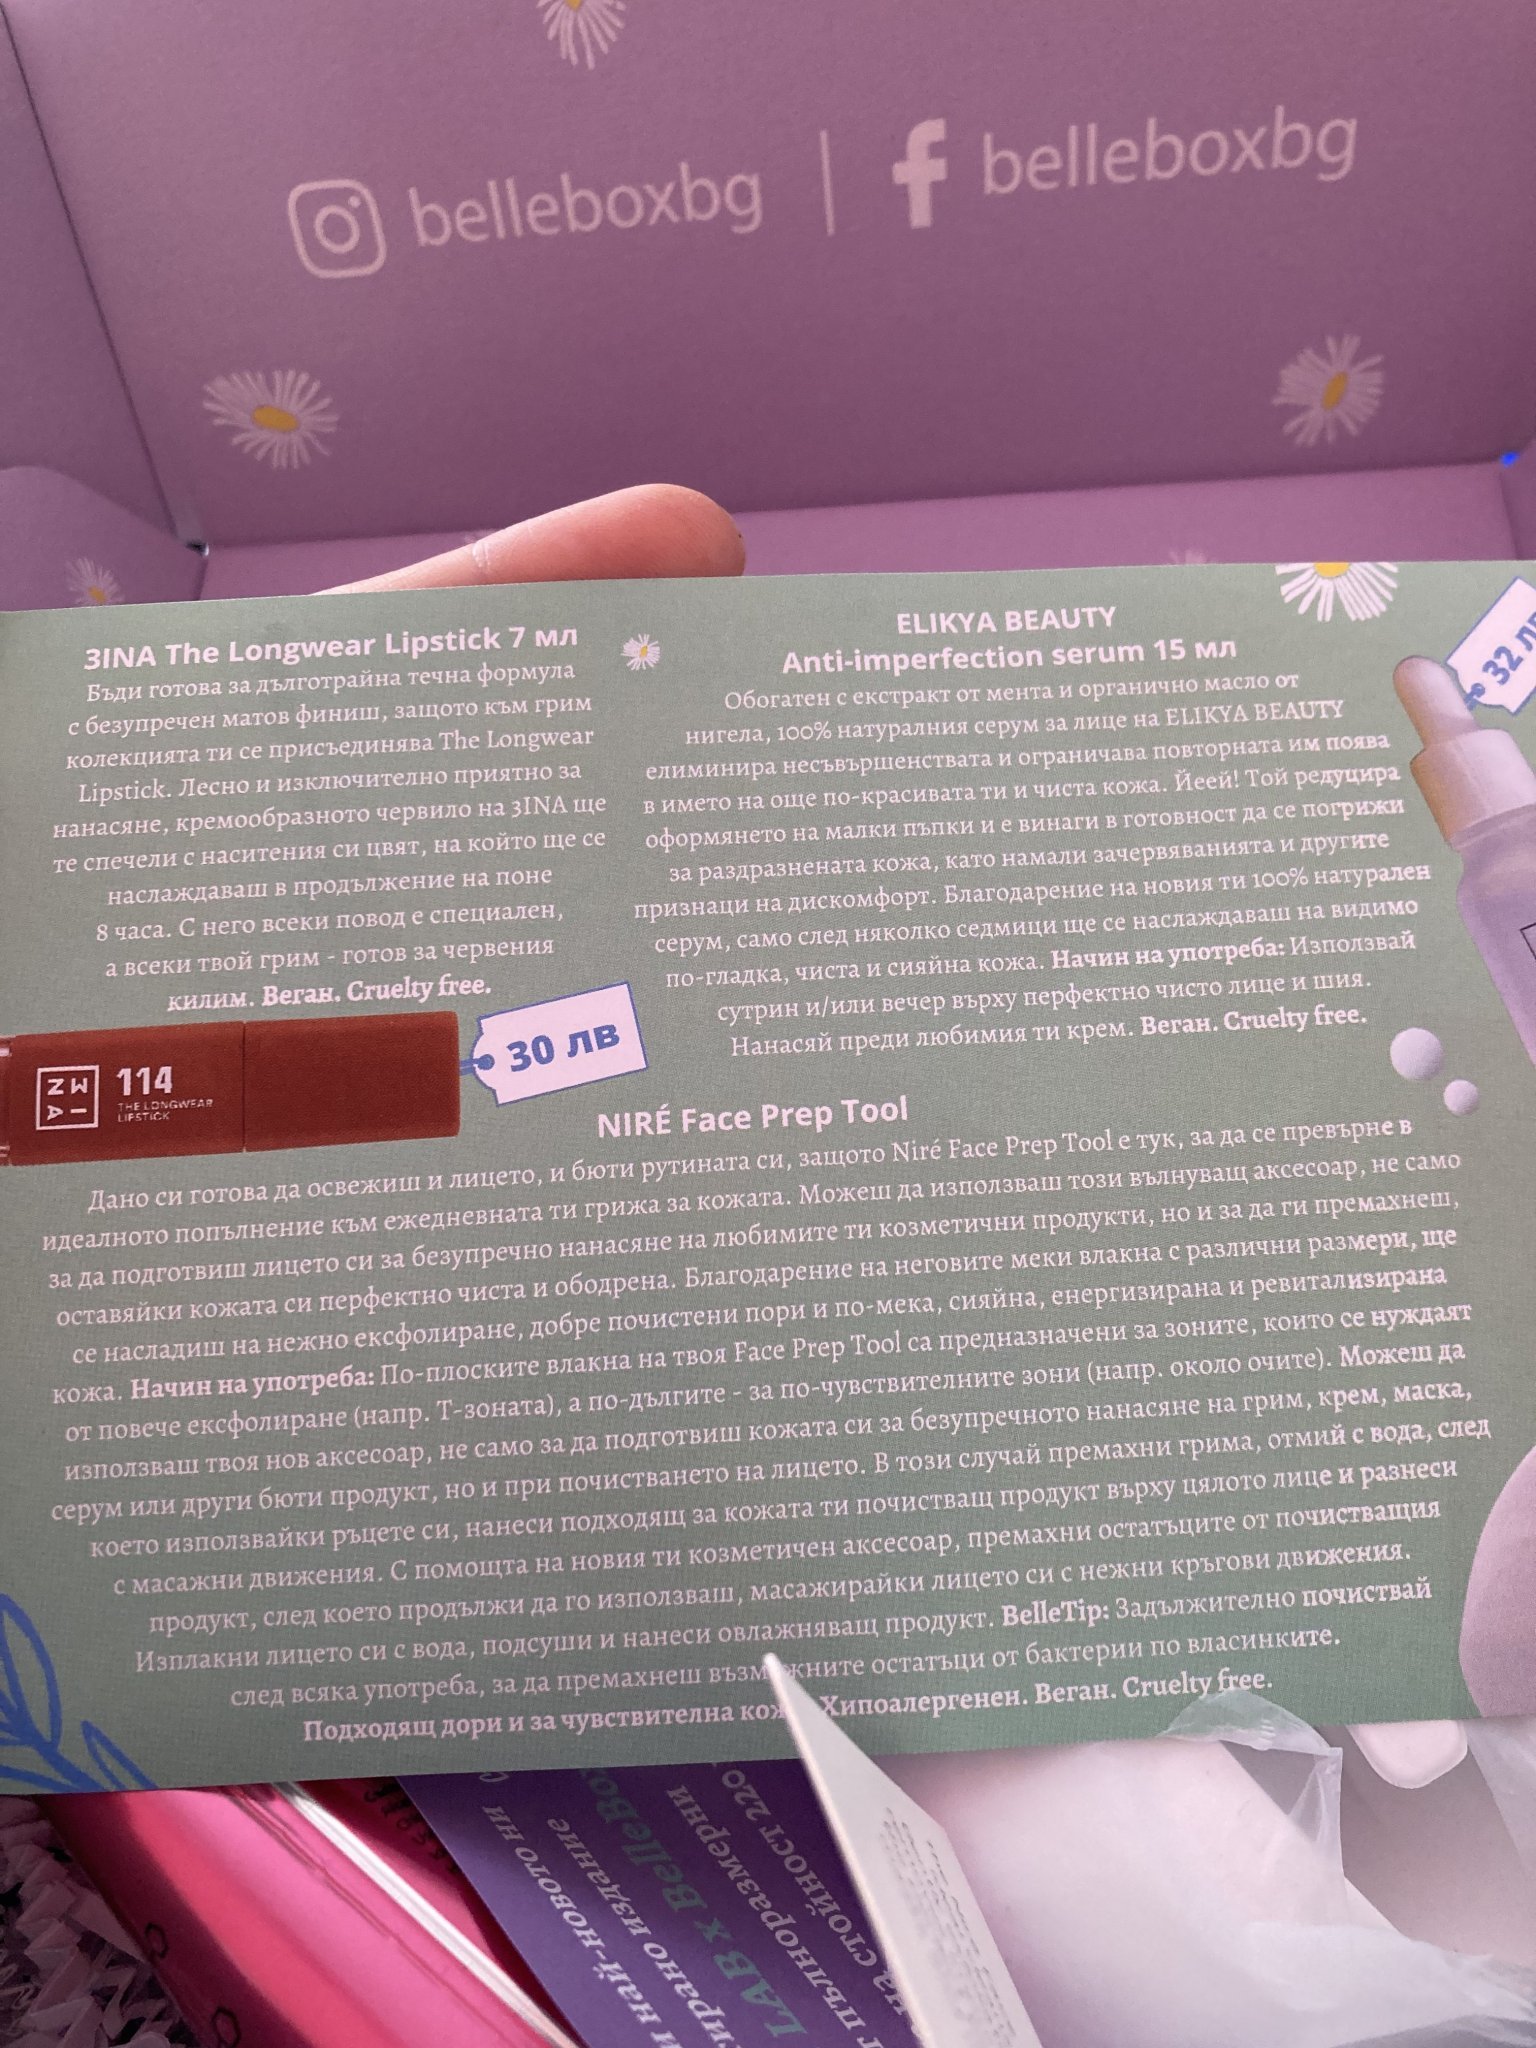 belleboxbg | belleboxbg
3INA The Longwear Lipstick 7 мл
Бъди готова за дълготрайна течна формула
с безупречен матов финиш, защото към грим
колекцията ти се присъединява The Longwear
Lipstick. Лесно и изключително приятно за
нанасяне, кремообразното червило на 3INA ще
те спечели с наситения си цвят, на който ще се
наслаждаваш в продължение на поне
8 часа. С него всеки повод е специален,
а всеки твой грим - готов за червения
килим. Веган. Cruelty free.
114
THE LONGWEAR
LIPSTICK
30 лв
ELIKYA BEAUTY
Anti-imperfection serum 15 мл
Обогатен с екстракт от мента и органично масло от
нигела, 100% натуралния серум за лице на ELIKYA BEAUTY
елиминира несъвършенствата и ограничава повторната им поява
в името на още по-красивата ти и чиста кожа. Йеей! Той редуцира
оформянето на малки пъпки и е винаги в готовност да се погрижи
за раздразнената кожа, като намали зачервяванията и другите
признаци на дискомфорт. Благодарение на новия ти 100% натурален
серум, само след няколко седмици ще се наслаждаваш на видимо
по-гладка, чиста и сияйна кожа. Начин на употреба: Използвай
сутрин и/или вечер върху перфектно чисто лице и шия.
Нанасяй преди любимия ти крем. Веган. Cruelty free.
32 лв
NIRÉ Face Prep Tool
Дано си готова да освежиш и лицето, и бюти рутината си, защото Niré Face Prep Tool е тук, за да се превърне в
идеалното попълнение към ежедневната ти грижа за кожата. Можеш да използваш този вълнуващ аксесоар, не само
за да подготвиш лицето си за безупречно нанасяне на любимите ти козметични продукти, но и за да ги премахнеш,
оставяйки кожата си перфектно чиста и ободрена. Благодарение на неговите меки влакна с различни размери, ще
се насладиш на нежно ексфолиране, добре почистени пори и по-мека, сияйна, енергизирана и ревитализирана
кожа. Начин на употреба: По-плоските влакна на твоя Face Prep Tool са предназначени за зоните, които се нуждаят
от повече ексфолиране (напр. Т-зоната), а по-дългите - за по-чувствителните зони (напр. около очите). Можеш да
използваш твоя нов аксесоар, не само за да подготвиш кожата си за безупречното нанасяне на грим, крем, маска,
серум или други бюти продукт, но и при почистването на лицето. В този случай премахни грима, отмий с вода, след
което използвайки ръцете си, нанеси подходящ за кожата ти почистващ продукт върху цялото лице и разнеси
с масажни движения. С помощта на новия ти козметичен аксесоар, премахни остатъците от почистващия
продукт, след което продължи да го използваш, масажирайки лицето си с нежни кръгови движения.
Изплакни лицето си с вода, подсуши и нанеси овлажняващ продукт. BelleTip: Задължително почиствай
след всяка употреба, за да премахнеш възможните остатъци от бактерии по власинките.
Подходящ дори и за чувствителна кожа. Хипоалергенен. Веган. Cruelty free.
и най-новото ни
издание
LAB x BelleBox
пълноразмерни
на стойност 220